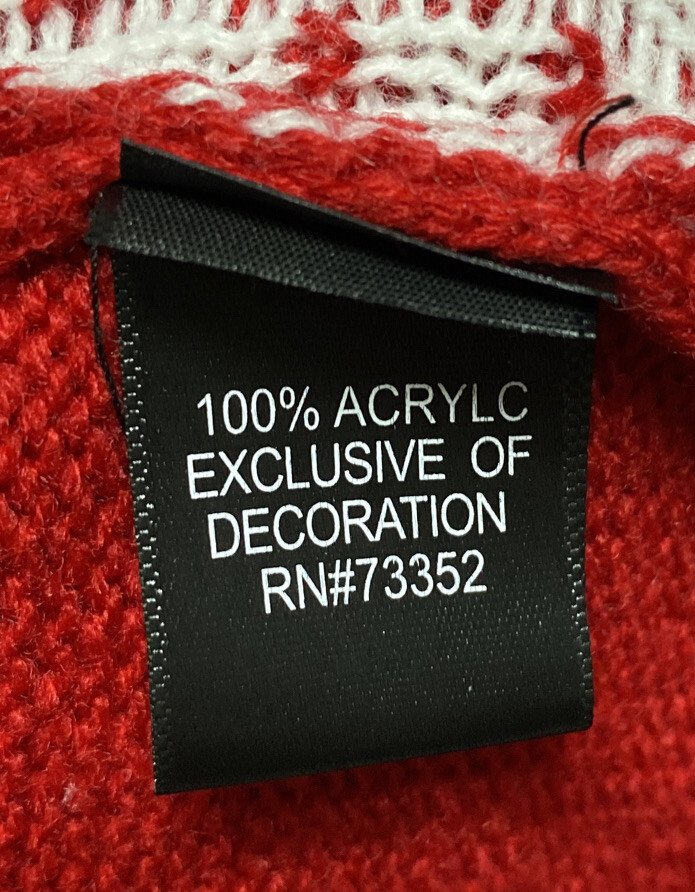 100% ACRYLC
EXCLUSIVE OF
DECORATION
RN#73352